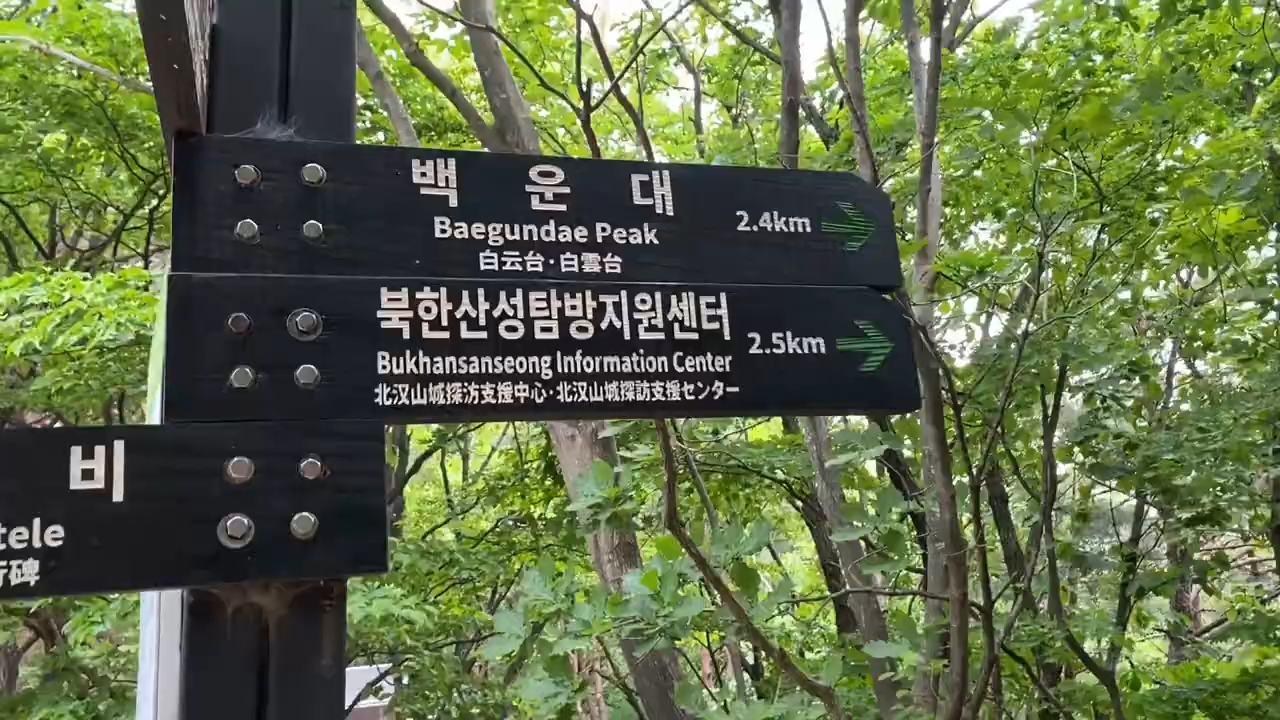 백 운 대
Baegundae Peak
白云台·白雲台
2.4km
북한산성탐방지원센터
Bukhansanseong Information Center
北汉山城探访支援中心·北汉山城探訪支援センター
2.5km
비
tele
碑